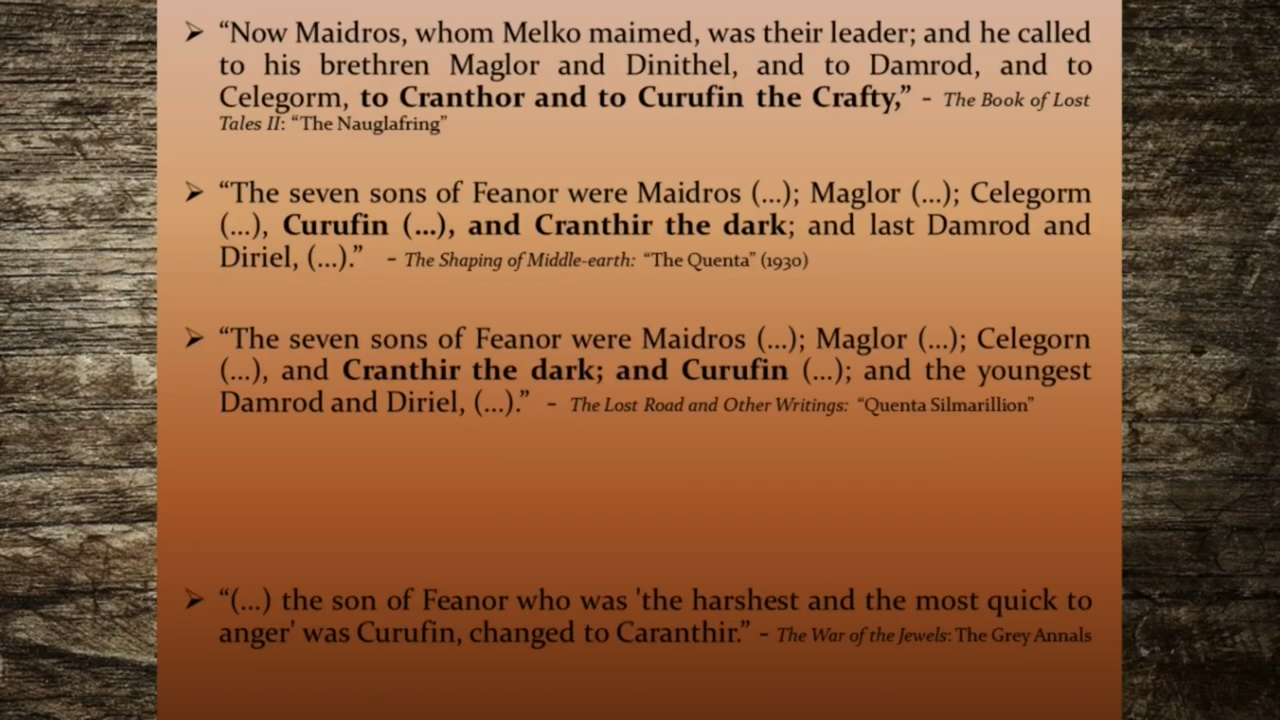 ➢ “Now Maidros, whom Melko maimed, was their leader; and he called
to his brethren Maglor and Dinithel, and to Damrod, and to
Celegorm, to Cranthor and to Curufin the Crafty,” - The Book of Lost
Tales II: “The Nauglafring”
➢ “The seven sons of Feanor were Maidros (...); Maglor (...); Celegorm
(...), Curufin (...), and Cranthir the dark; and last Damrod and
Diriel, (...).” - The Shaping of Middle-earth: “The Quenta” (1930)
➢ “The seven sons of Feanor were Maidros (...); Maglor (...); Celegorn
(...), and Cranthir the dark; and Curufin (...); and the youngest
Damrod and Diriel, (...).” - The Lost Road and Other Writings: “Quenta Silmarillion”
➢ “(...) the son of Feanor who was 'the harshest and the most quick to
anger' was Curufin, changed to Caranthir.” - The War of the Jewels: The Grey Annals